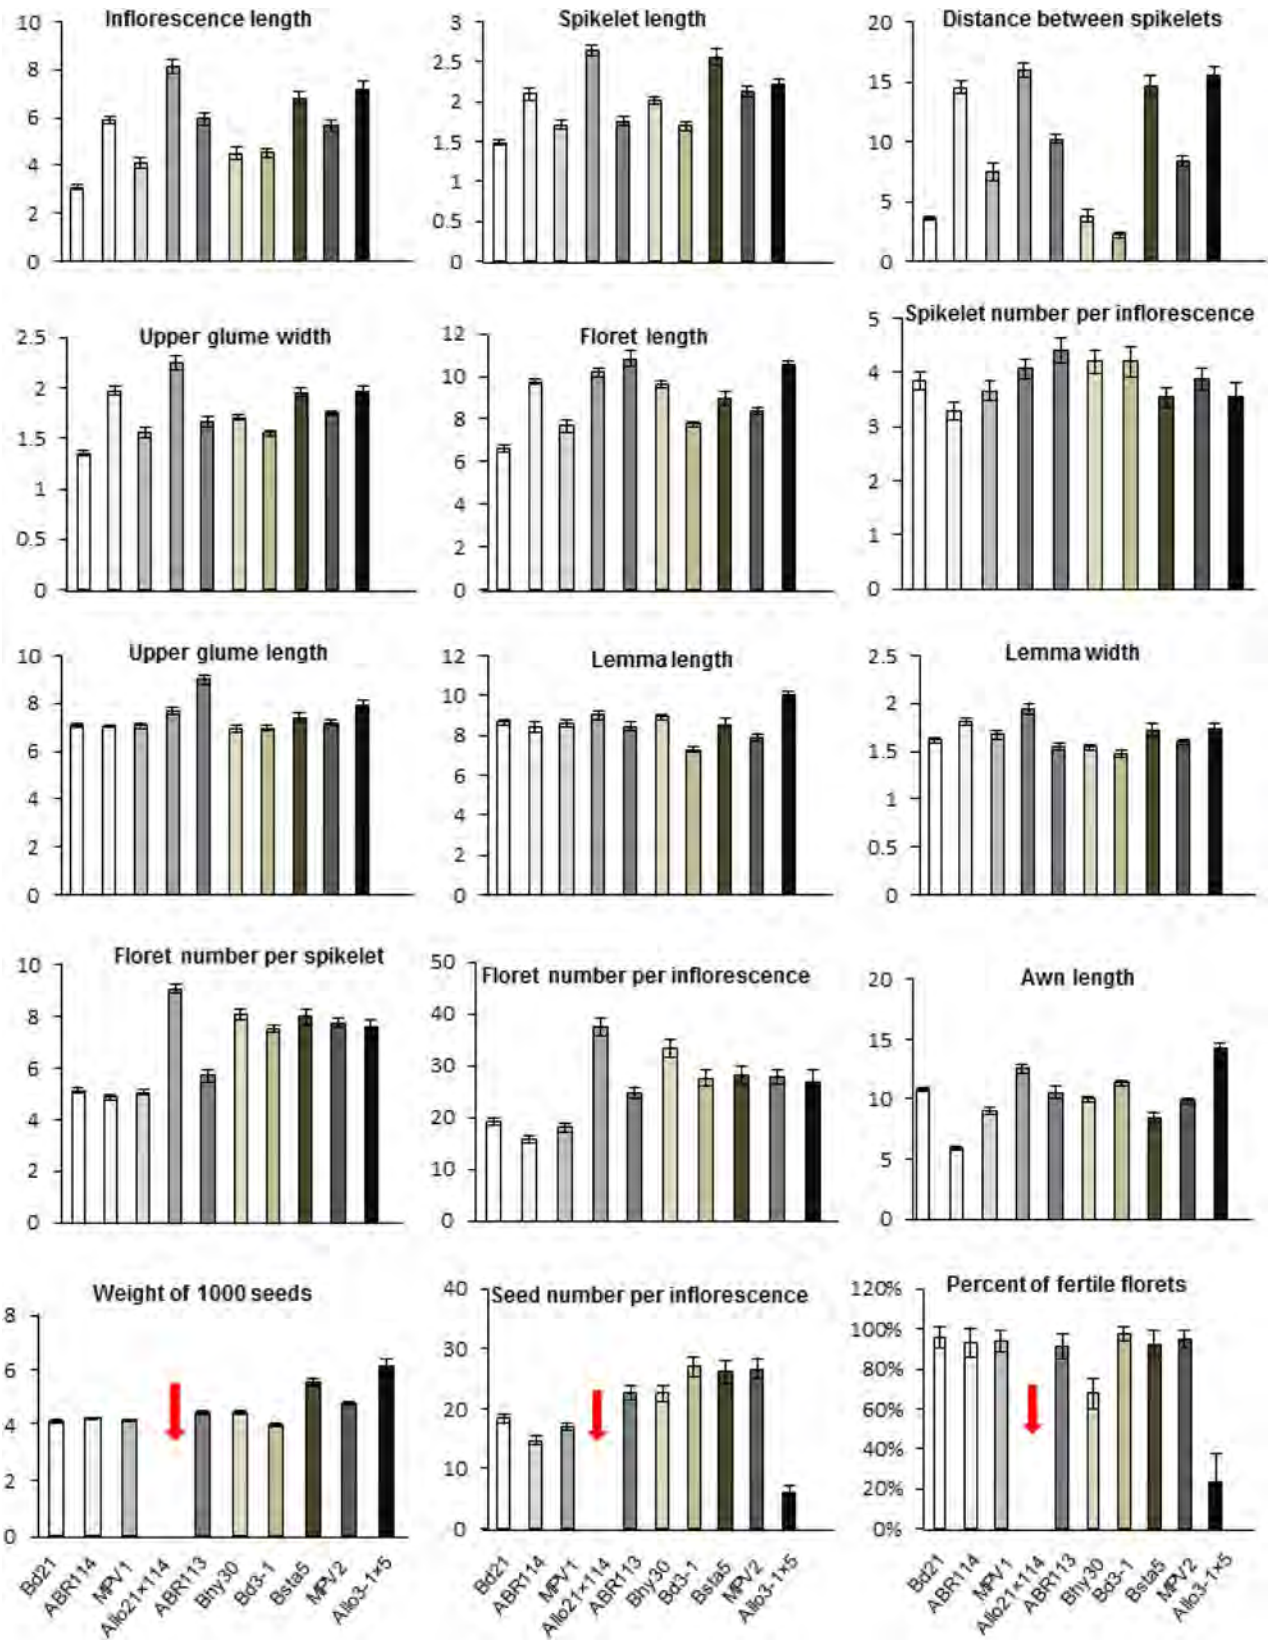 Inflorescence length
10
8
6
4
2
0
Spikelet length
3
2.5
2
1.5
1
0.5
0
Distance between spikelets
20
15
10
5
0
Upper glume width
2.5
2
1.5
1
0.5
0
Floret length
12
10
8
6
4
2
0
Spikelet number per inflorescence
5
4
3
2
1
0
Upper glume length
10
8
6
4
2
0
Lemma length
12
10
8
6
4
2
0
Lemma width
2.5
2
1.5
1
0.5
0
Floret number per spikelet
10
8
6
4
2
0
Floret number per inflorescence
50
40
30
20
10
0
Awn length
20
15
10
5
0
Weight of 1000 seeds
8
6
4
2
0
Bd21
ABR114
MPV1
Allo21×114
ABR113
Bhy30
Bd3-1
Bsta5
MPV2
Allo3-1×5
Seed number per inflorescence
40
30
20
10
0
Bd21
ABR114
MPV1
Allo21×114
ABR113
Bhy30
Bd3-1
Bsta5
MPV2
Allo3-1×5
Percent of fertile florets
120%
100%
80%
60%
40%
20%
0%
Bd21
ABR114
MPV1
Allo21×114
ABR113
Bhy30
Bd3-1
Bsta5
MPV2
Allo3-1×5